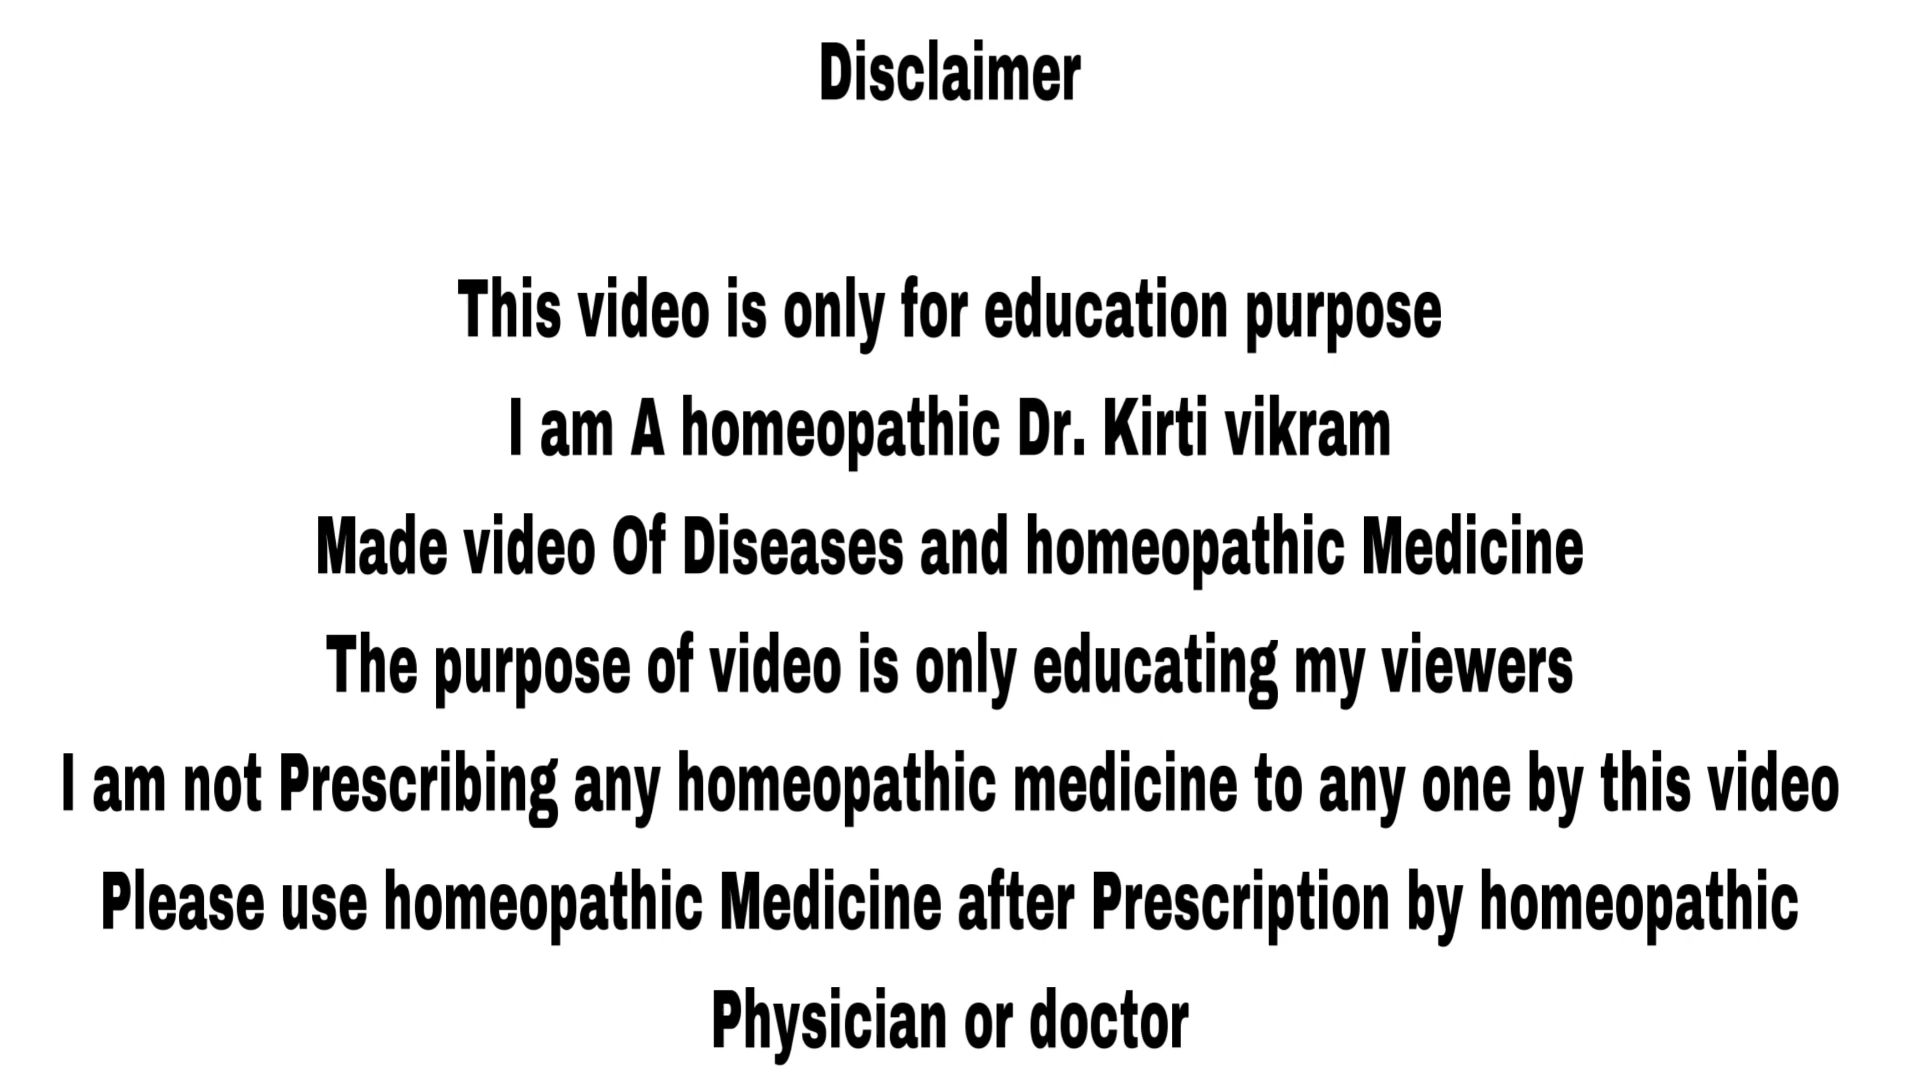 Disclaimer
This video is only for education purpose
I am A homeopathic Dr. Kirti vikram
Made video Of Diseases and homeopathic Medicine
The purpose of video is only educating my viewers
I am not Prescribing any homeopathic medicine to any one by this video
Please use homeopathic Medicine after Prescription by homeopathic
Physician or doctor